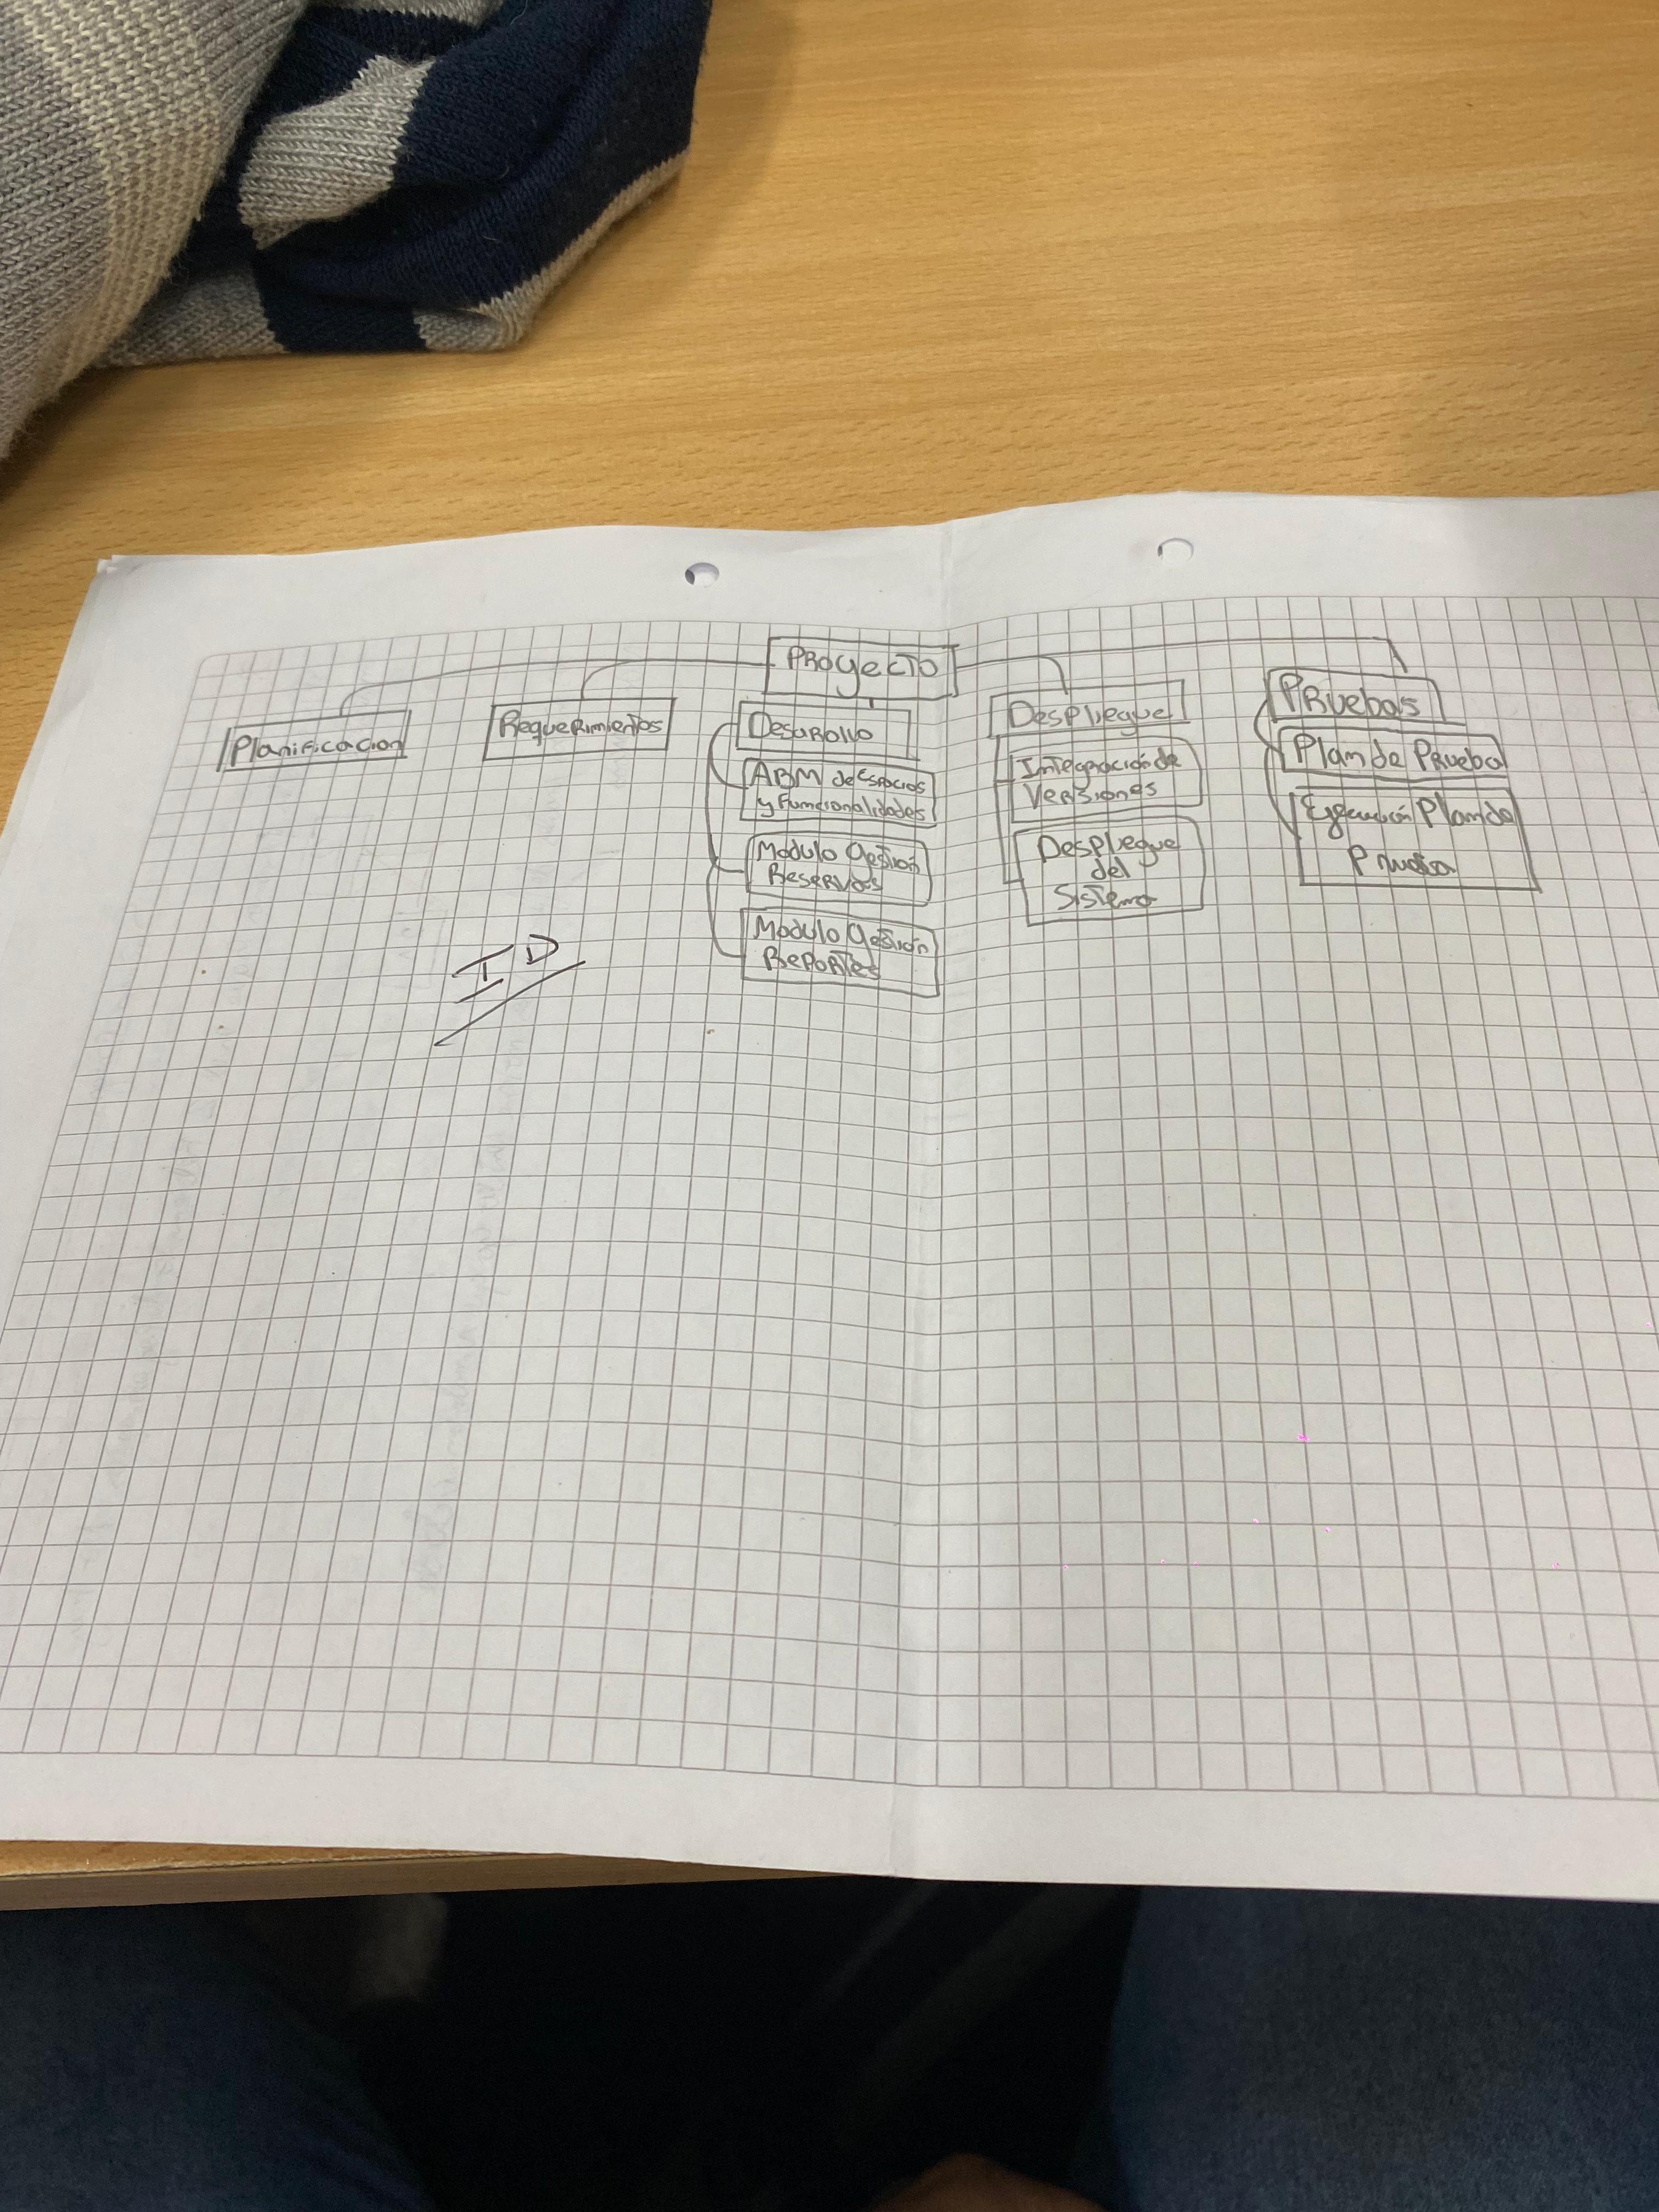 Proyecto
Planificacion
Requerimientos
Desarollo
ABM de Espacios
y Funcionalidades
Modulo Gestión
Reservas
Modulo Gestión
Reportes
Despliegue
Integración de
Versiones
Despliegue
del
Sistema
Pruebas
Plan de Prueba
Ejecución Plan de
Prueba
ID